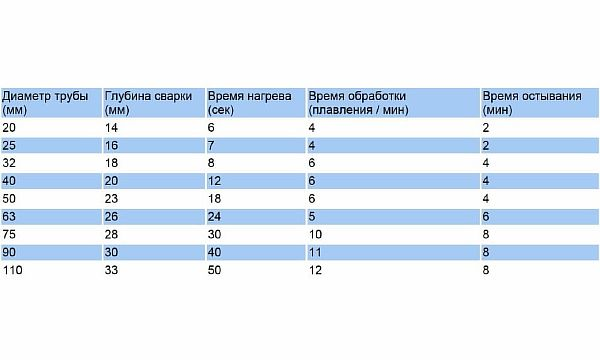 Диаметр трубы (мм) Глубина сварки (мм) Время нагрева (сек) Время обработки (плавления / мин) Время остывания (мин)
20 14 6 4 2
25 16 7 4 2
32 18 8 6 4
40 20 12 6 4
50 23 18 6 4
63 26 24 5 6
75 28 30 10 8
90 30 40 11 8
110 33 50 12 8